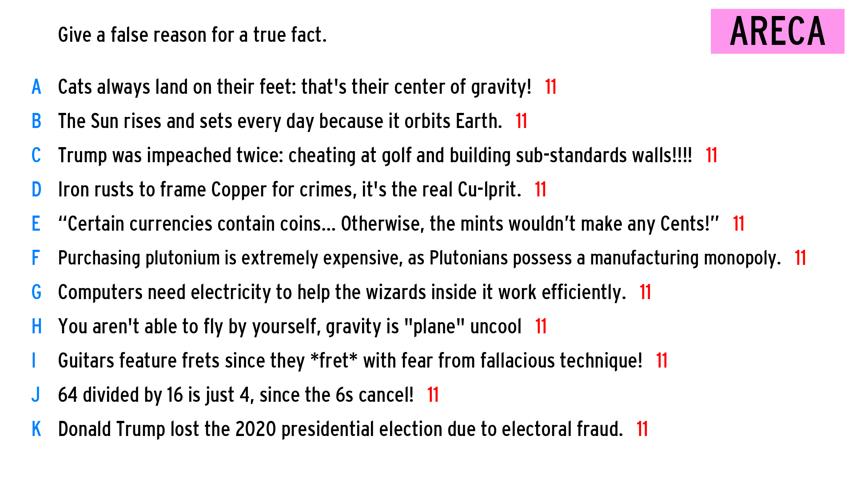 Give a false reason for a true fact.
ARECA
A Cats always land on their feet: that's their center of gravity! 11
B The Sun rises and sets every day because it orbits Earth. 11
C Trump was impeached twice: cheating at golf and building sub-standards walls!!!! 11
D Iron rusts to frame Copper for crimes, it's the real Cu-lprit. 11
E “Certain currencies contain coins... Otherwise, the mints wouldn’t make any Cents!” 11
F Purchasing plutonium is extremely expensive, as Plutonians possess a manufacturing monopoly. 11
G Computers need electricity to help the wizards inside it work efficiently. 11
H You aren't able to fly by yourself, gravity is "plane" uncool 11
I Guitars feature frets since they *fret* with fear from fallacious technique! 11
J 64 divided by 16 is just 4, since the 6s cancel! 11
K Donald Trump lost the 2020 presidential election due to electoral fraud. 11